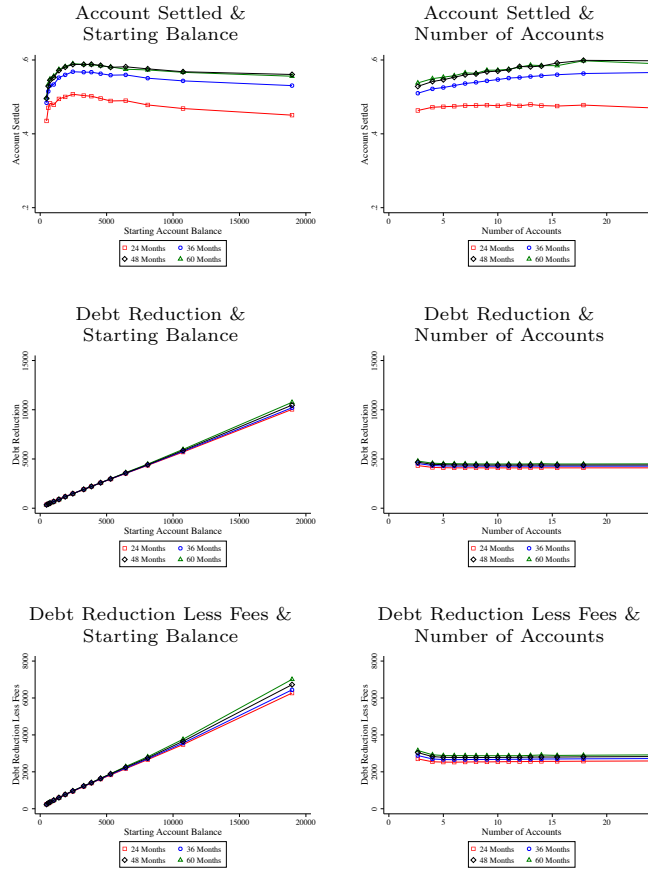 Account Settled &
Starting Balance
.6
.4
.2
Account Settled
0
5000
10000
15000
20000
Starting Account Balance
24 Months
36 Months
48 Months
60 Months
Account Settled &
Number of Accounts
.6
.4
.2
Account Settled
0
5
10
15
20
Number of Accounts
24 Months
36 Months
48 Months
60 Months
Debt Reduction &
Starting Balance
15000
10000
5000
0
Debt Reduction
0
5000
10000
15000
20000
Starting Account Balance
24 Months
36 Months
48 Months
60 Months
Debt Reduction &
Number of Accounts
15000
10000
5000
0
Debt Reduction
0
5
10
15
20
Number of Accounts
24 Months
36 Months
48 Months
60 Months
Debt Reduction Less Fees &
Starting Balance
8000
6000
4000
2000
0
Debt Reduction Less Fees
0
5000
10000
15000
20000
Starting Account Balance
24 Months
36 Months
48 Months
60 Months
Debt Reduction Less Fees &
Number of Accounts
8000
6000
4000
2000
0
Debt Reduction Less Fees
0
5
10
15
20
Number of Accounts
24 Months
36 Months
48 Months
60 Months